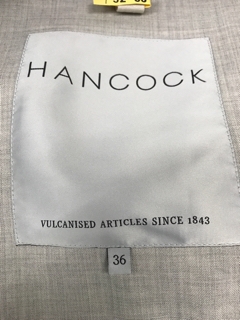 HANCOCK
VULCANISED ARTICLES SINCE 1843
36